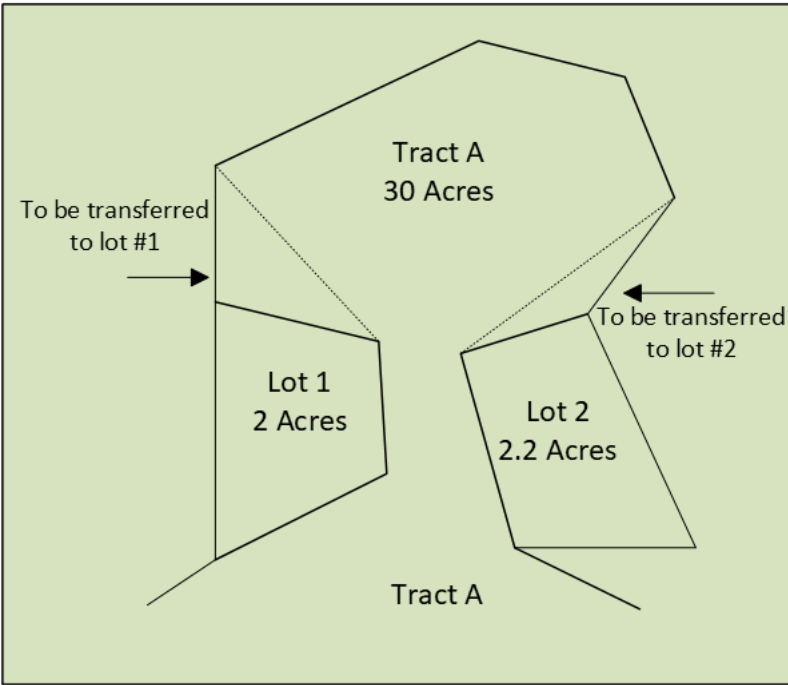 Tract A
30 Acres
To be transferred
to lot #1
To be transferred
to lot #2
Lot 1
2 Acres
Lot 2
2.2 Acres
Tract A